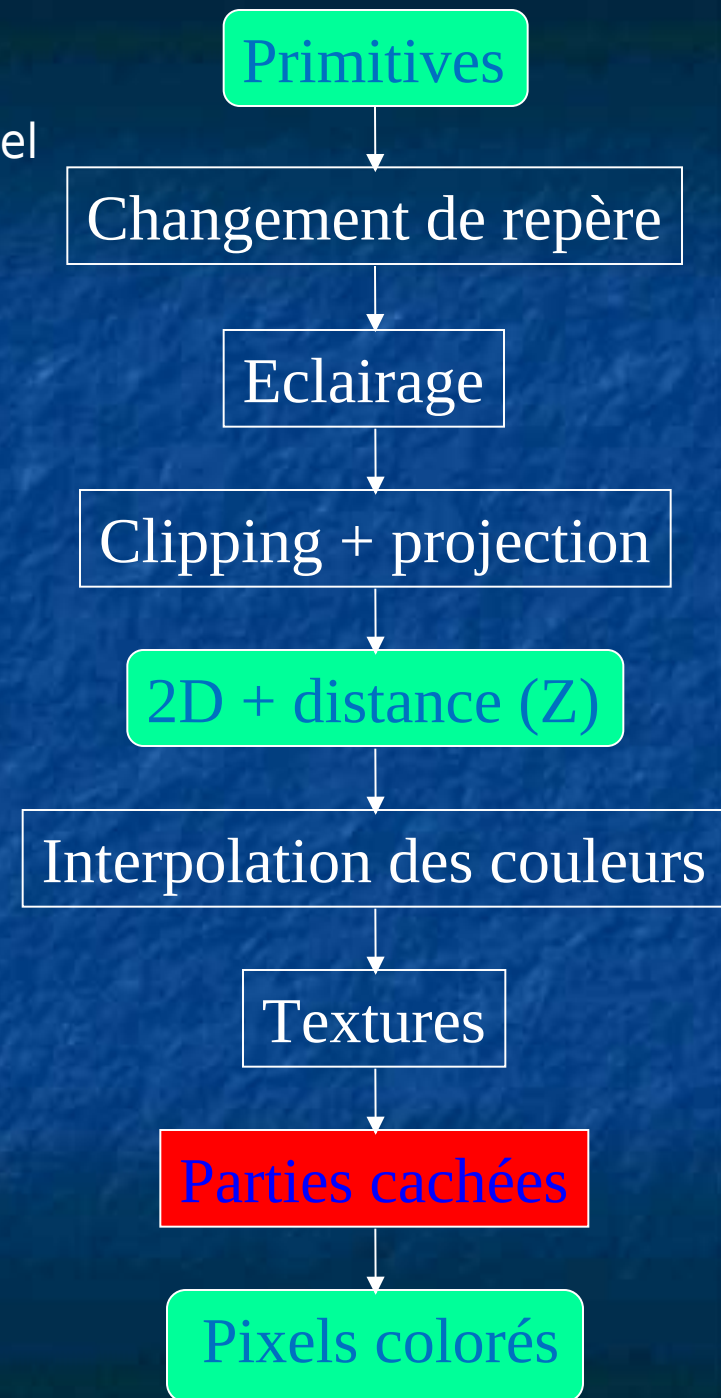 Primitives
el
Changement de repère
Eclairage
Clipping + projection
2D + distance (Z)
Interpolation des couleurs
Textures
Parties cachées
Pixels colorés